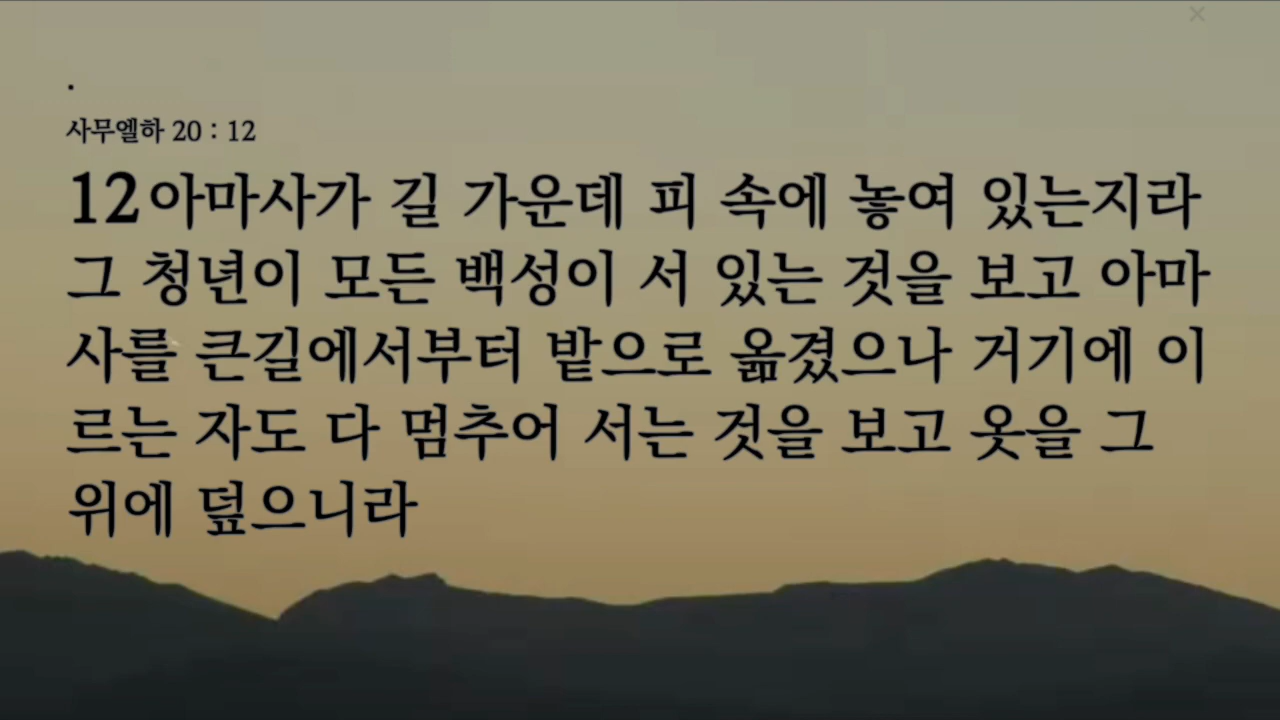 .
사무엘하 20 : 12
12아마사가 길 가운데 피 속에 놓여 있는지라
그 청년이 모든 백성이 서 있는 것을 보고 아마
사를 큰길에서부터 밭으로 옮겼으나 거기에 이
르는 자도 다 멈추어 서는 것을 보고 옷을 그
위에 덮으니라